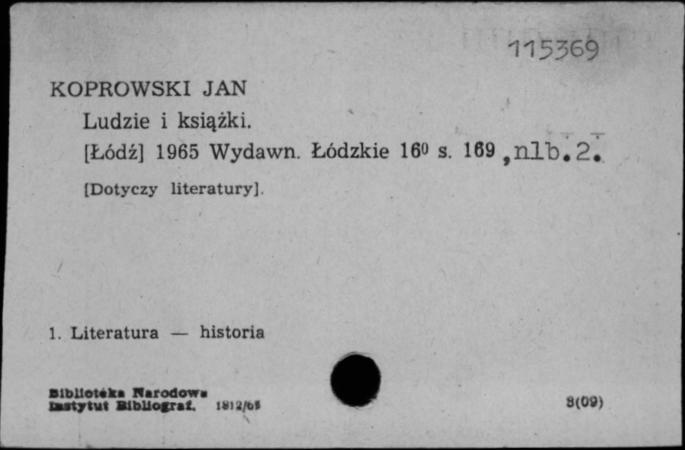 115369
KOPROWSKI JAN
Ludzie i książki.
[Łódź] 1965 Wydawn. Łódzkie 16⁰ s. 169 ,nlb.2.
[Dotyczy literatury].
1. Literatura — historia
Biblioteka Narodowa
Instytut Bibliograf. 1812/65
8(09)